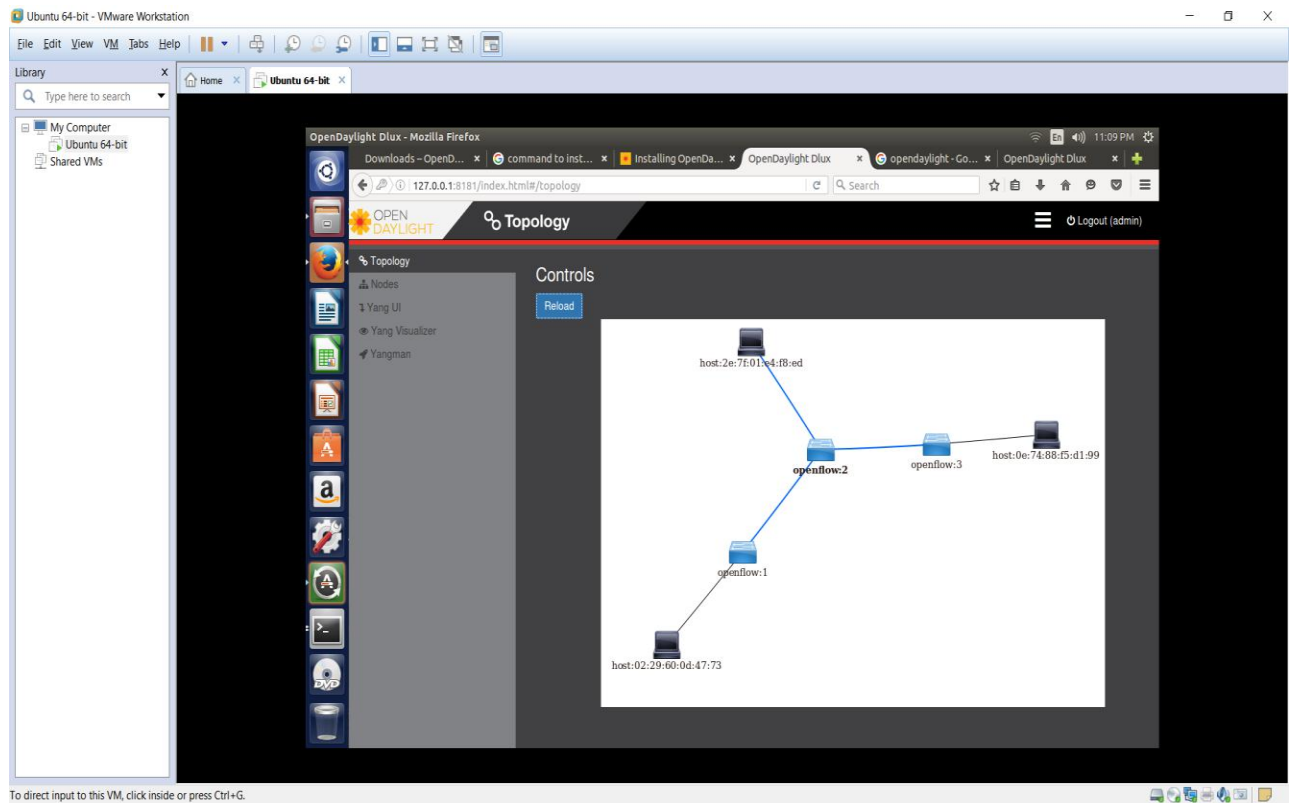 Ubuntu 64-bit - VMware Workstation
File Edit View VM Tabs Help
Library x
Home × Ubuntu 64-bit ×
Type here to search
My Computer
Ubuntu 64-bit
Shared VMs
OpenDaylight Dlux - Mozilla Firefox En 11:09 PM
Downloads – OpenD... × command to inst... × Installing OpenDa... × OpenDaylight Dlux × opendaylight - Go... × OpenDaylight Dlux ×
127.0.0.1:8181/index.html#/topology Search
OPEN
DAYLIGHT
Topology
Logout (admin)
Topology
Nodes
Yang UI
Yang Visualizer
Yangman
Controls
Reload
host:2e:7f:01:e4:f8:ed
host:0e:74:88:f5:d1:99
openflow:3
openflow:2
openflow:1
host:02:29:60:0d:47:73
DVD
To direct input to this VM, click inside or press Ctrl+G.